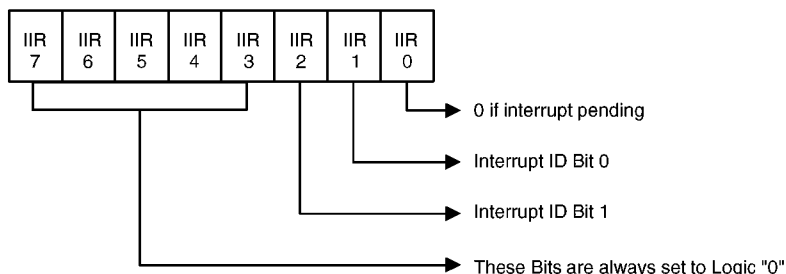 IIR 7 IIR 6 IIR 5 IIR 4 IIR 3 IIR 2 IIR 1 IIR 0
0 if interrupt pending
Interrupt ID Bit 0
Interrupt ID Bit 1
These Bits are always set to Logic "0"